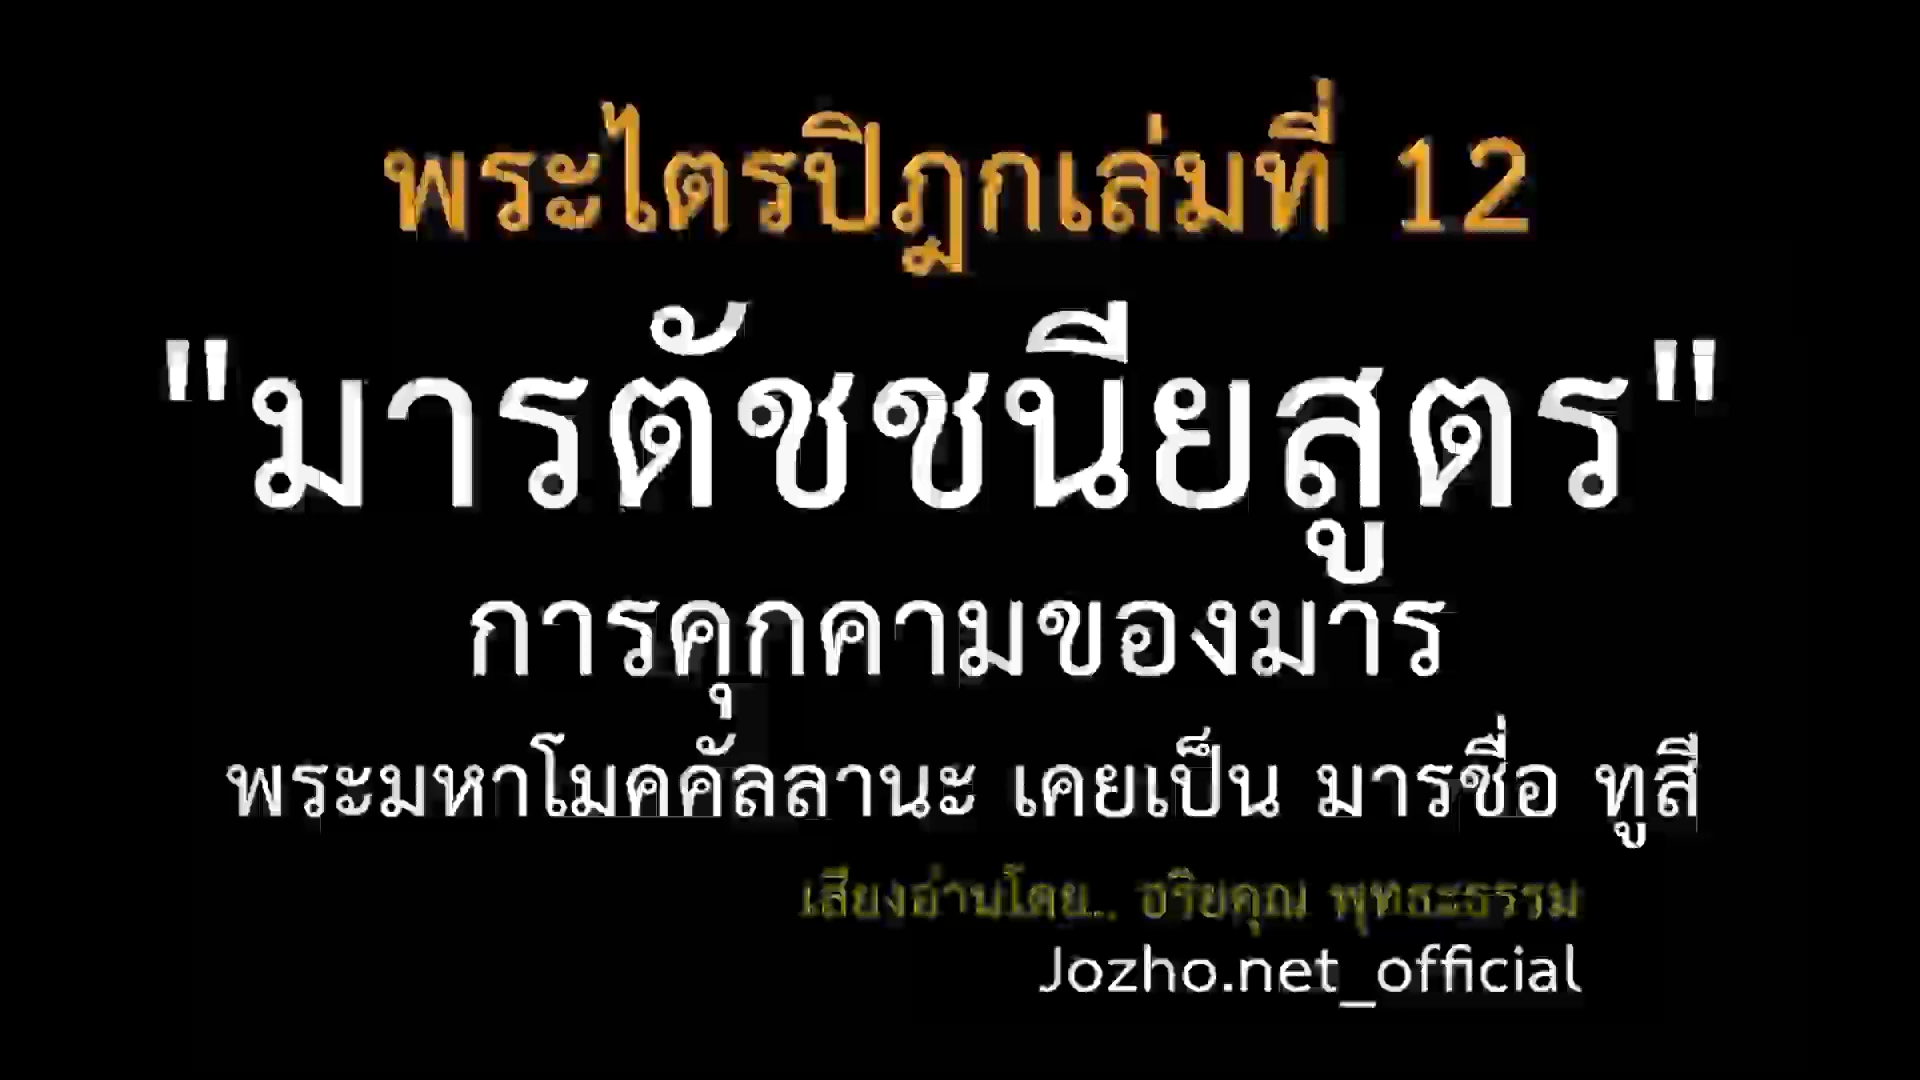 พระไตรปิฎกเล่มที่ 12
"มารตัชชนียสูตร"
การคุกคามของมาร
พระมหาโมคคัลลานะ เคยเป็น มารชื่อ ทูสี
เสียงอ่านโดย.. อริยคุณ พุทธะธรรม
Jozho.net_official